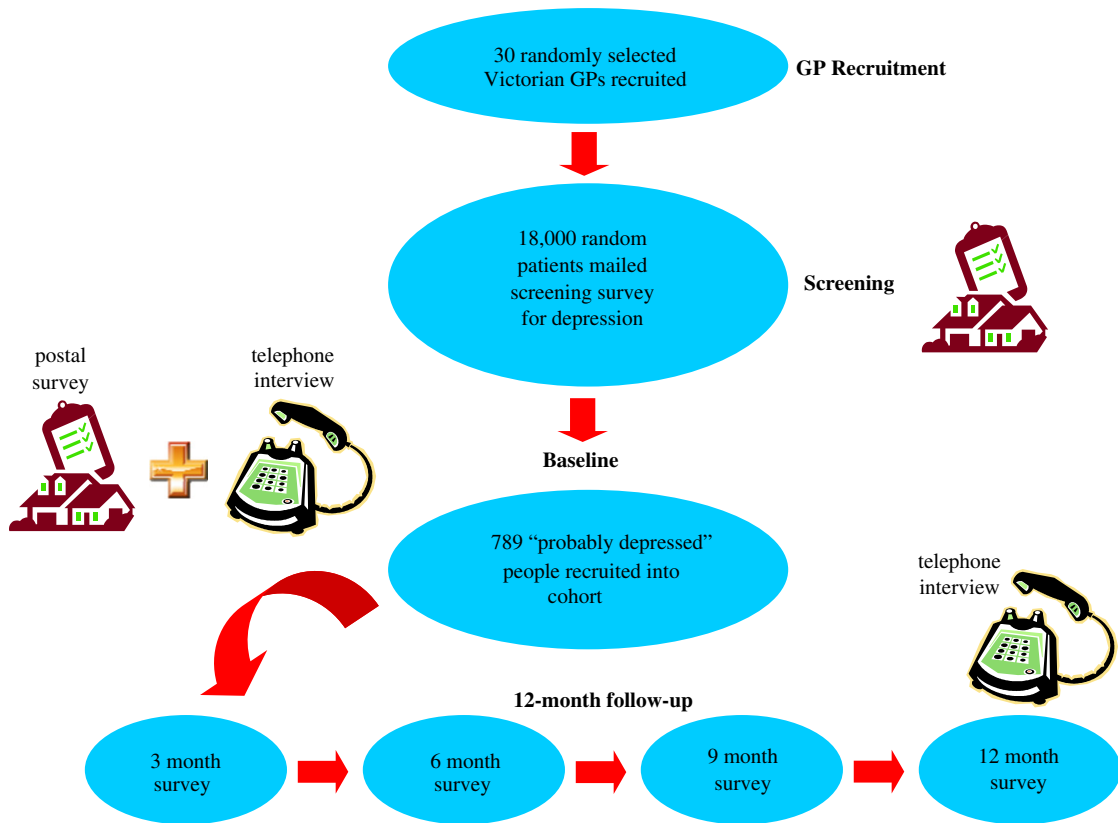 30 randomly selected
Victorian GPs recruited
GP Recruitment
18,000 random
patients mailed
screening survey
for depression
Screening
postal
survey
telephone
interview
Baseline
789 “probably depressed”
people recruited into
cohort
telephone
interview
12-month follow-up
3 month
survey
6 month
survey
9 month
survey
12 month
survey